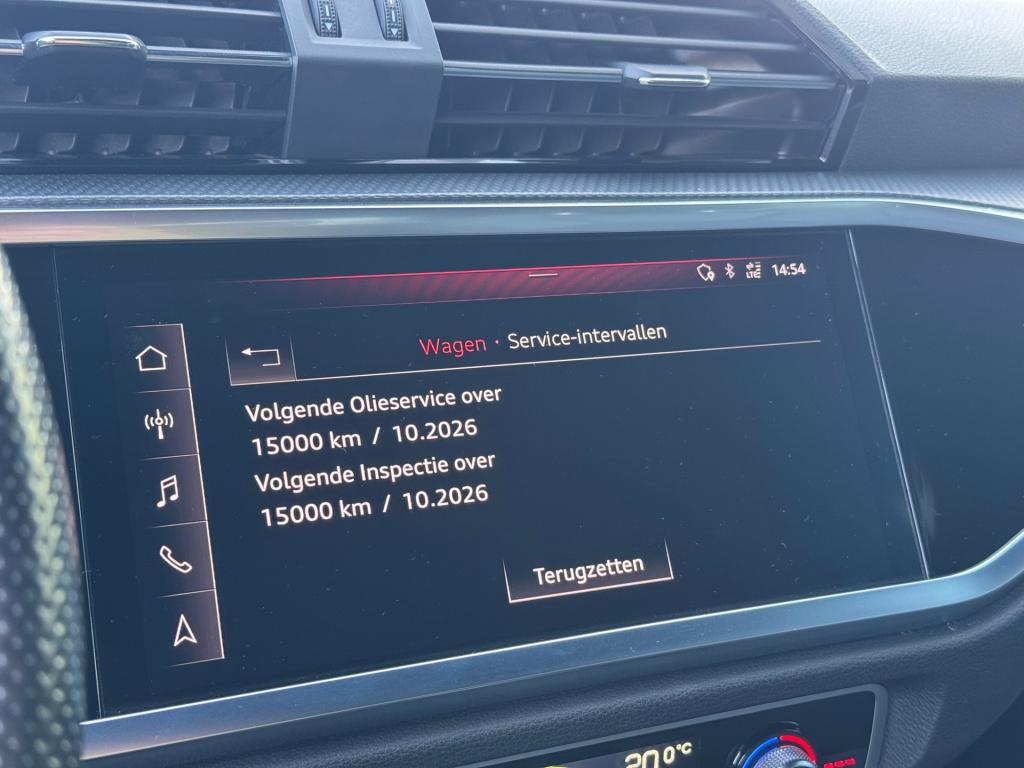 LTE 14:54
Wagen · Service-intervallen
Volgende Olieservice over
15000 km / 10.2026
Volgende Inspectie over
15000 km / 10.2026
Terugzetten
20.0°C